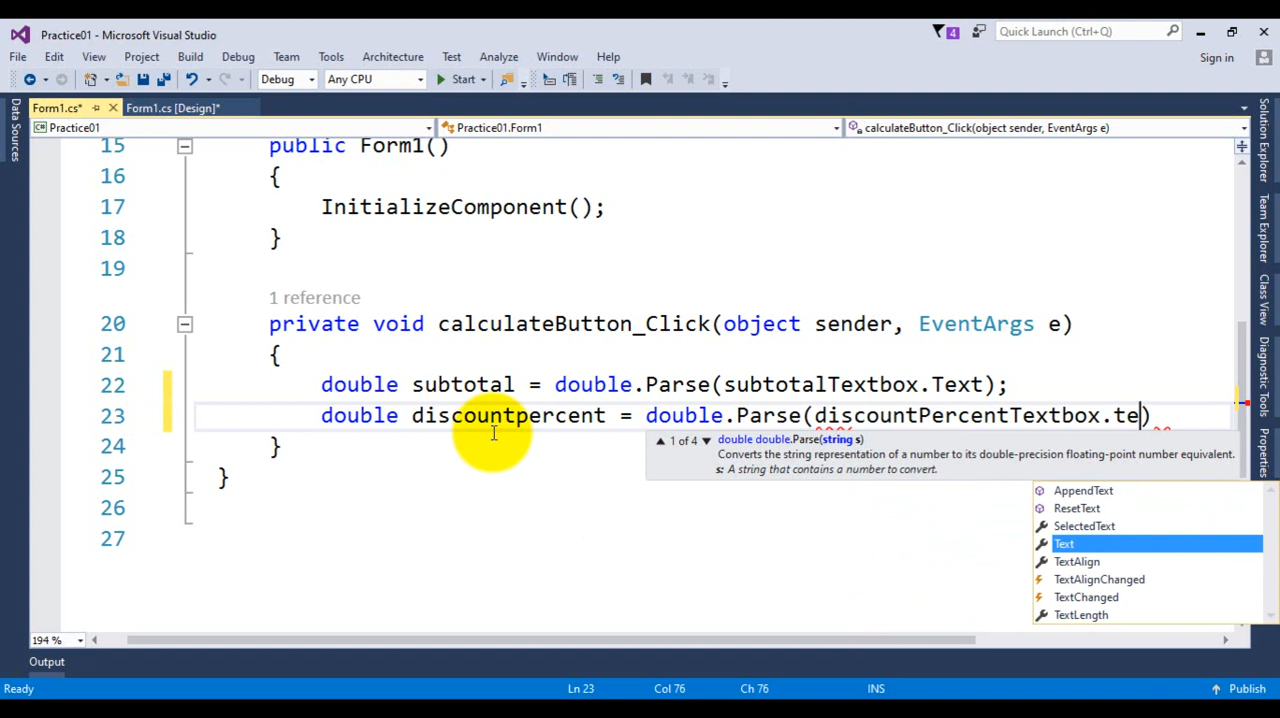 Practice01 - Microsoft Visual Studio
4
Quick Launch (Ctrl+Q)
File Edit View Project Build Debug Team Tools Architecture Test Analyze Window Help
Sign in
Debug Any CPU Start
Form1.cs* Form1.cs [Design]*
Practice01 Practice01.Form1 calculateButton_Click(object sender, EventArgs e)
Data Sources
15 public Form1()
16 {
17 InitializeComponent();
18 }
19
1 reference
20 private void calculateButton_Click(object sender, EventArgs e)
21 {
22 double subtotal = double.Parse(subtotalTextbox.Text);
23 double discountpercent = double.Parse(discountPercentTextbox.te)
24 }
25 }
26
27
1 of 4 double double.Parse(string s)
Converts the string representation of a number to its double-precision floating-point number equivalent.
s: A string that contains a number to convert.
AppendText
ResetText
SelectedText
Text
TextAlign
TextAlignChanged
TextChanged
TextLength
Solution Explorer
Team Explorer
Class View
Diagnostic Tools
Properties
194 %
Output
Ready Ln 23 Col 76 Ch 76 INS Publish